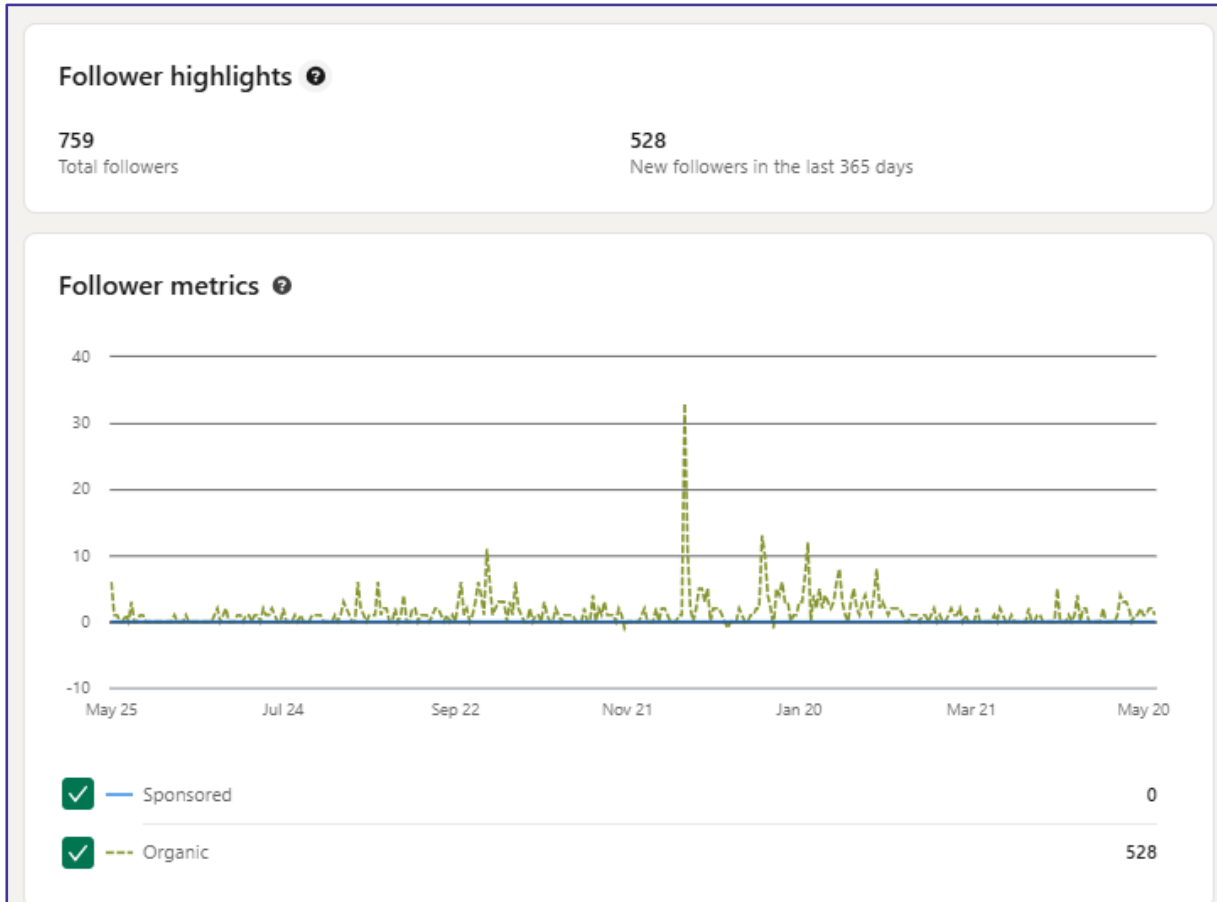 Follower highlights ?
759 528
Total followers New followers in the last 365 days
Follower metrics ?
40
30
20
10
0
-10
May 25 Jul 24 Sep 22 Nov 21 Jan 20 Mar 21 May 20
Sponsored 0
Organic 528